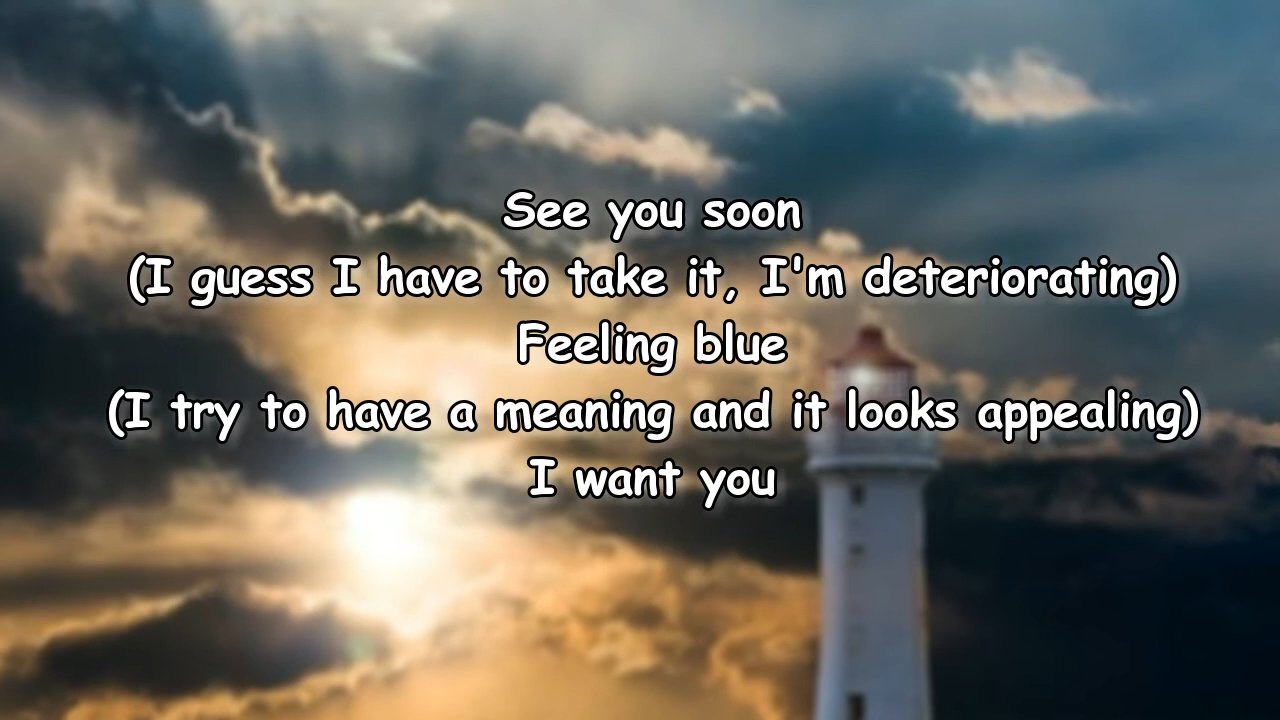 See you soon
(I guess I have to take it, I'm deteriorating)
Feeling blue
(I try to have a meaning and it looks appealing)
I want you